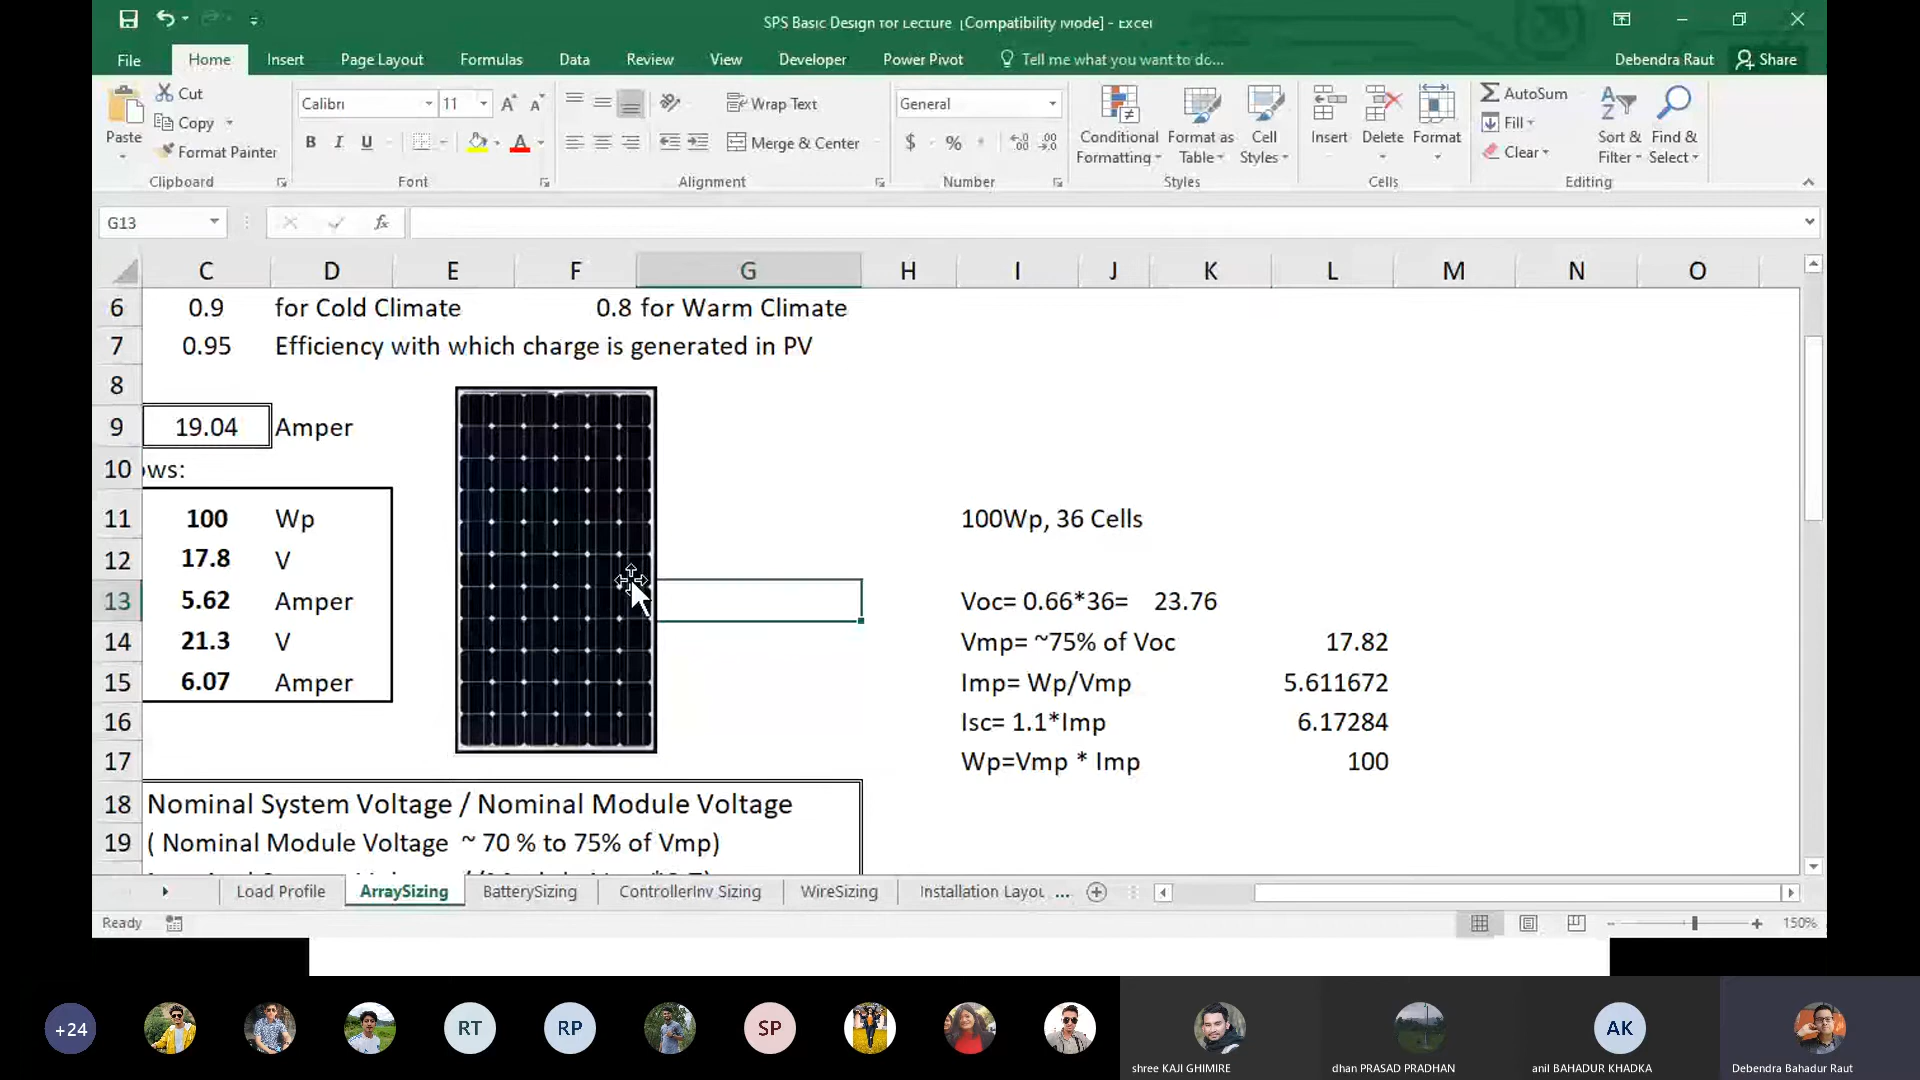 SPS Basic Design for Lecture [Compatibility Mode] - Excel
File Home Insert Page Layout Formulas Data Review View Developer Power Pivot Tell me what you want to do... Debendra Raut Share
Paste
Cut
Copy
Format Painter
Clipboard
Calibri 11
B I U
Font
Wrap Text
Merge & Center
Alignment
General
$ %
Number
Conditional Formatting
Format as Table
Cell Styles
Styles
Insert Delete Format
Cells
AutoSum
Fill
Clear
Sort & Filter
Find & Select
Editing
G13 fx
C D E F G H I J K L M N O
6 0.9 for Cold Climate 0.8 for Warm Climate
7 0.95 Efficiency with which charge is generated in PV
8
9 19.04 Amper
10 ows:
11 100 Wp 100Wp, 36 Cells
12 17.8 V
13 5.62 Amper Voc= 0.66*36= 23.76
14 21.3 V Vmp= ~75% of Voc 17.82
15 6.07 Amper Imp= Wp/Vmp 5.611672
16 Isc= 1.1*Imp 6.17284
17 Wp=Vmp * Imp 100
18 Nominal System Voltage / Nominal Module Voltage
19 ( Nominal Module Voltage ~ 70 % to 75% of Vmp)
Load Profile ArraySizing BatterySizing ControllerInv Sizing WireSizing Installation Layou ...
Ready 150%
+24 RT RP SP AK
shree KAJI GHIMIRE dhan PRASAD PRADHAN anil BAHADUR KHADKA Debendra Bahadur Raut